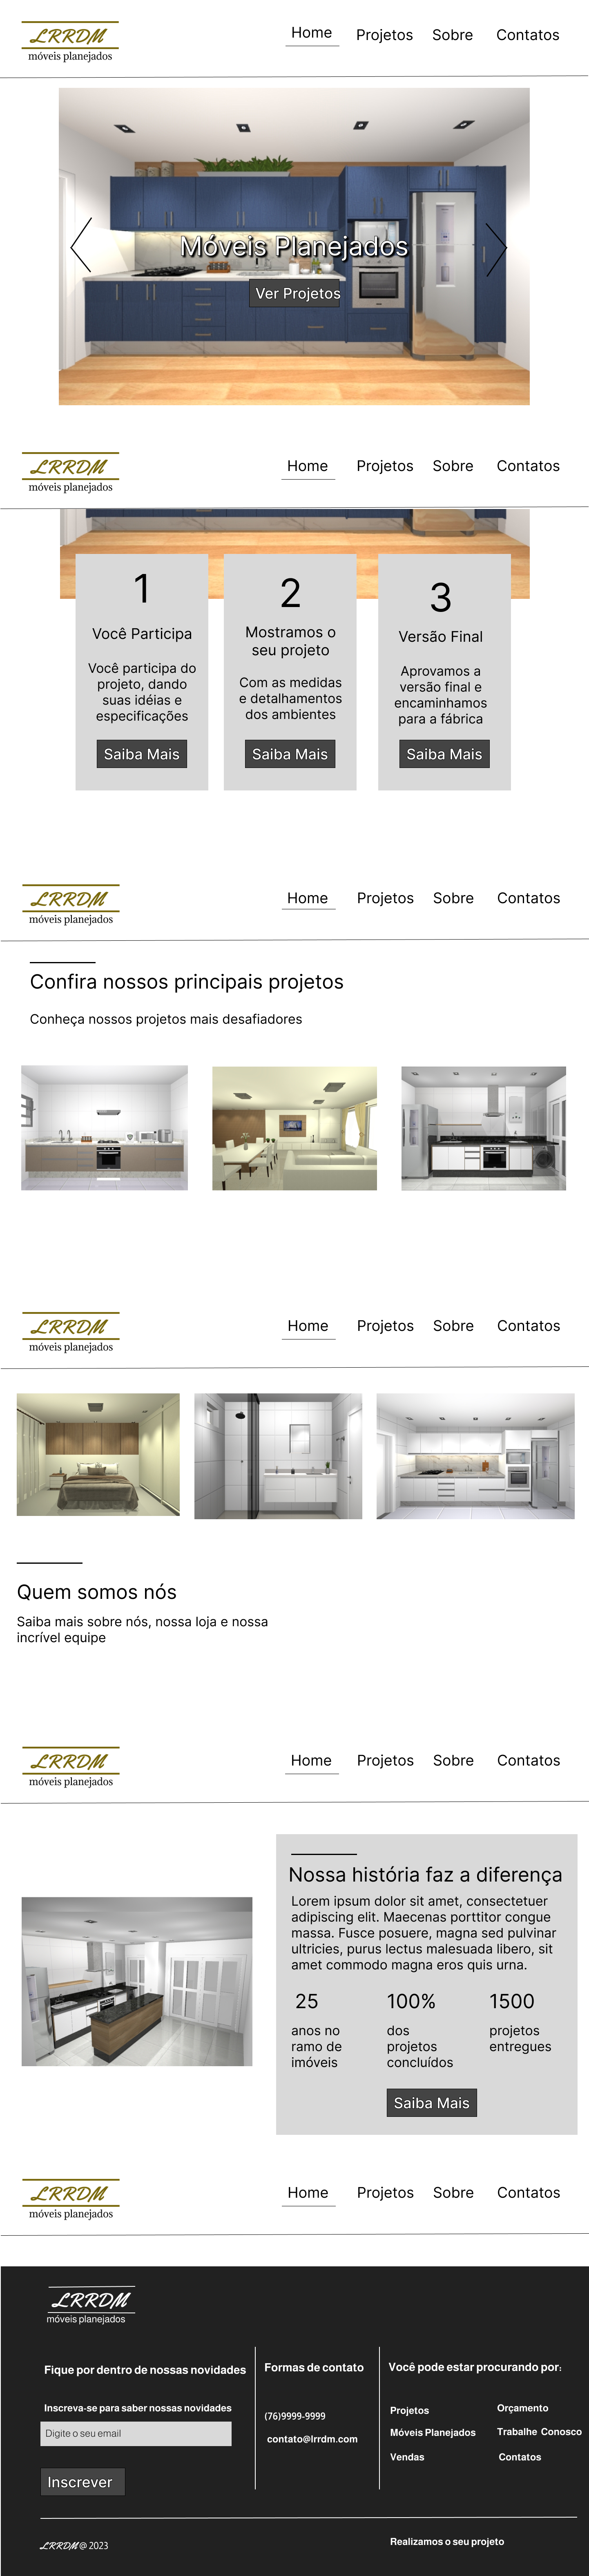 LRRDM
móveis planejados
Home Projetos Sobre Contatos
Móveis Planejados
Ver Projetos
LRRDM
móveis planejados
Home Projetos Sobre Contatos
1
Você Participa
Você participa do
projeto, dando
suas idéias e
especificações
Saiba Mais
2
Mostramos o
seu projeto
Com as medidas
e detalhamentos
dos ambientes
Saiba Mais
3
Versão Final
Aprovamos a
versão final e
encaminhamos
para a fábrica
Saiba Mais
LRRDM
móveis planejados
Home Projetos Sobre Contatos
Confira nossos principais projetos
Conheça nossos projetos mais desafiadores
LRRDM
móveis planejados
Home Projetos Sobre Contatos
Quem somos nós
Saiba mais sobre nós, nossa loja e nossa
incrível equipe
LRRDM
móveis planejados
Home Projetos Sobre Contatos
Nossa história faz a diferença
Lorem ipsum dolor sit amet, consectetuer
adipiscing elit. Maecenas porttitor congue
massa. Fusce posuere, magna sed pulvinar
ultricies, purus lectus malesuada libero, sit
amet commodo magna eros quis urna.
25
anos no
ramo de
imóveis
100%
dos
projetos
concluídos
1500
projetos
entregues
Saiba Mais
LRRDM
móveis planejados
Home Projetos Sobre Contatos
LRRDM
móveis planejados
Fique por dentro de nossas novidades
Inscreva-se para saber nossas novidades
Digite o seu email
Inscrever
Formas de contato
(76)9999-9999
contato@lrrdm.com
Você pode estar procurando por:
Projetos
Móveis Planejados
Vendas
Orçamento
Trabalhe Conosco
Contatos
LRRDM @ 2023
Realizamos o seu projeto